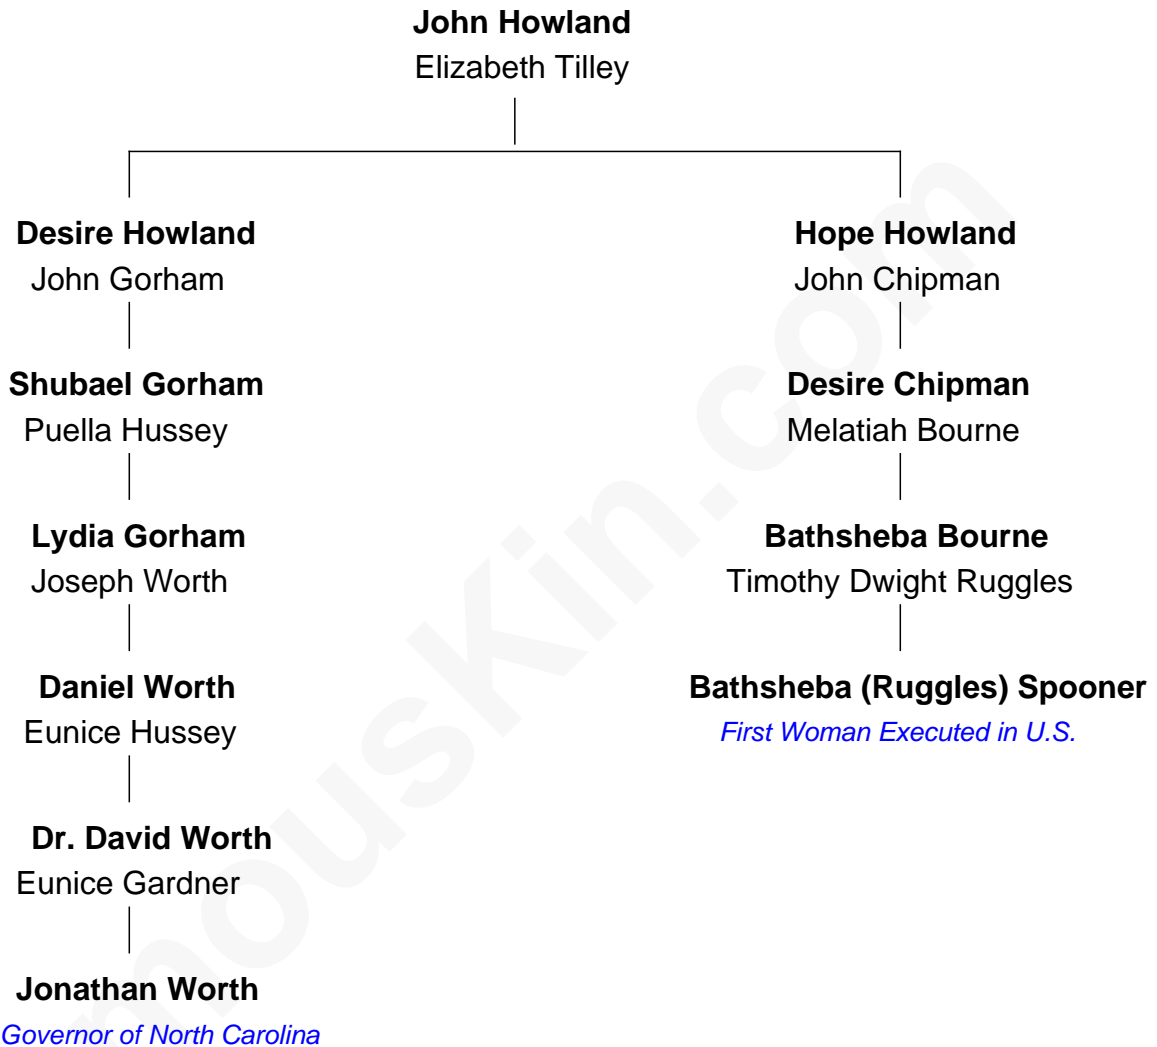 John Howland
Elizabeth Tilley
Desire Howland
John Gorham
Hope Howland
John Chipman
Shubael Gorham
Puella Hussey
Desire Chipman
Melatiah Bourne
Lydia Gorham
Joseph Worth
Bathsheba Bourne
Timothy Dwight Ruggles
Daniel Worth
Eunice Hussey
Bathsheba (Ruggles) Spooner
First Woman Executed in U.S.
Dr. David Worth
Eunice Gardner
Jonathan Worth
Governor of North Carolina
mousKin.com